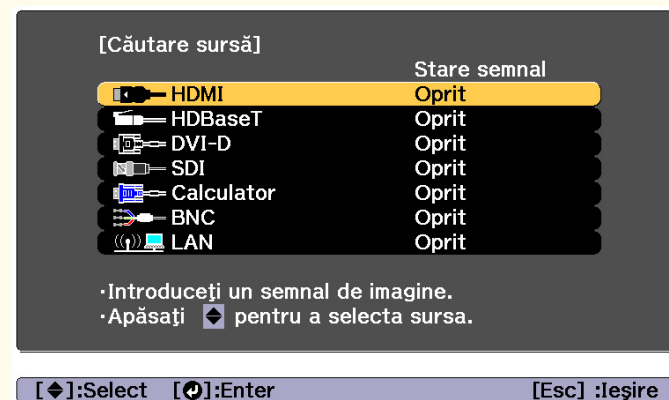 [Căutare sursă]
Stare semnal
HDMI Oprit
HDBaseT Oprit
DVI-D Oprit
SDI Oprit
Calculator Oprit
BNC Oprit
LAN Oprit
·Introduceţi un semnal de imagine.
·Apăsaţi pentru a selecta sursa.
[]:Select []:Enter [Esc] :Ieşire